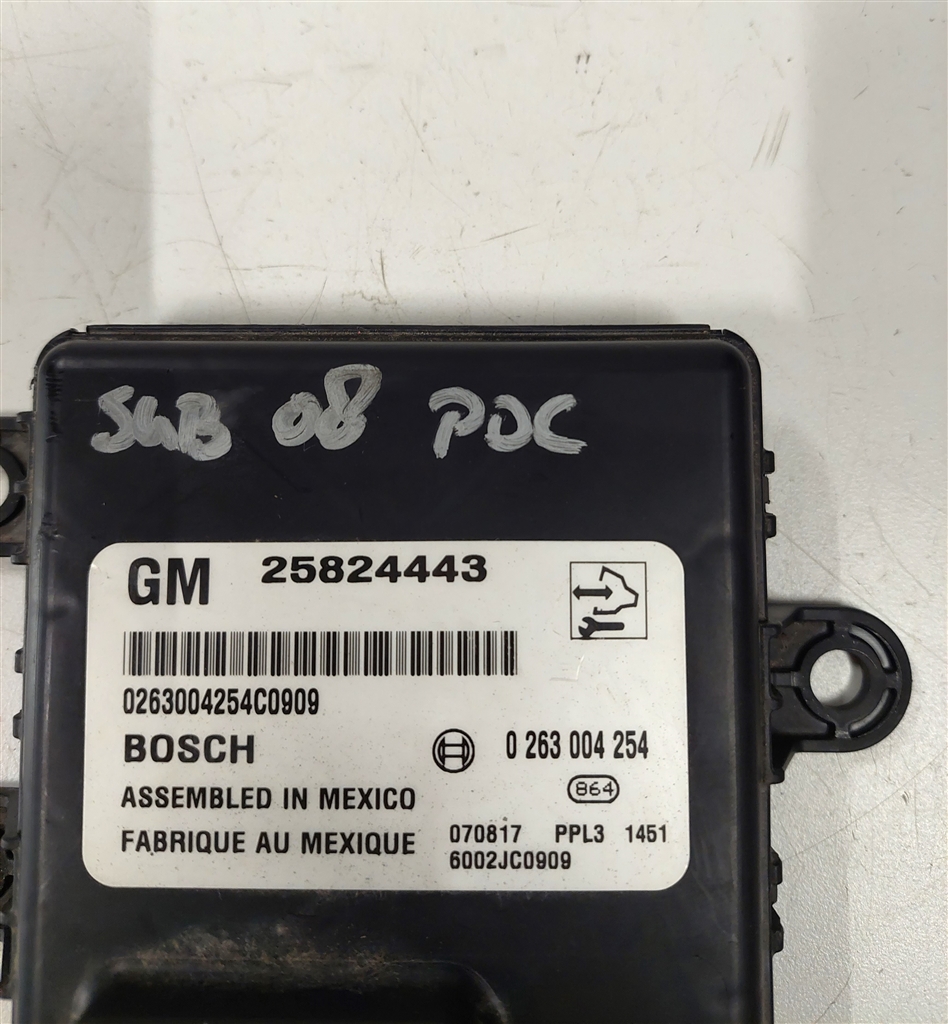 SUB 08 PDC
GM 25824443
0263004254C0909
BOSCH 0 263 004 254
864
ASSEMBLED IN MEXICO
FABRIQUE AU MEXIQUE
070817 PPL3 1451
6002JC0909